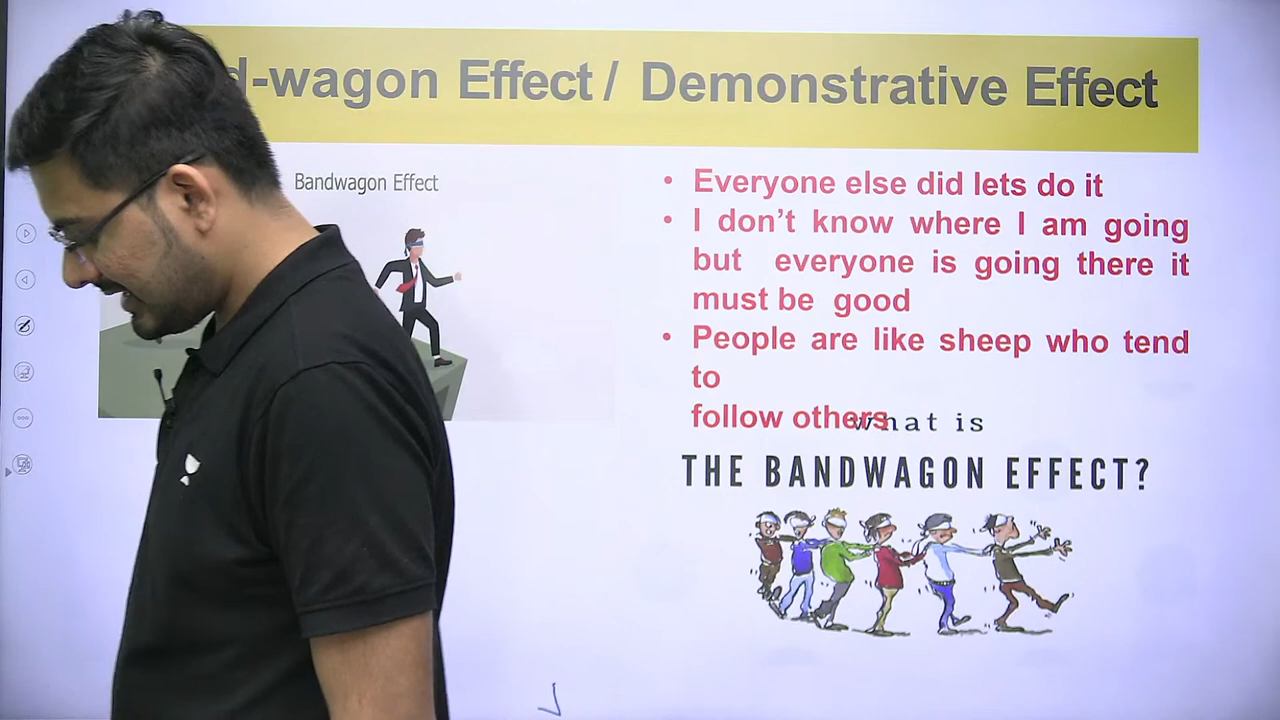 d-wagon Effect / Demonstrative Effect
Bandwagon Effect
• Everyone else did lets do it
• I don't know where I am going
but everyone is going there it
must be good
• People are like sheep who tend
to
follow others
what is
THE BANDWAGON EFFECT?